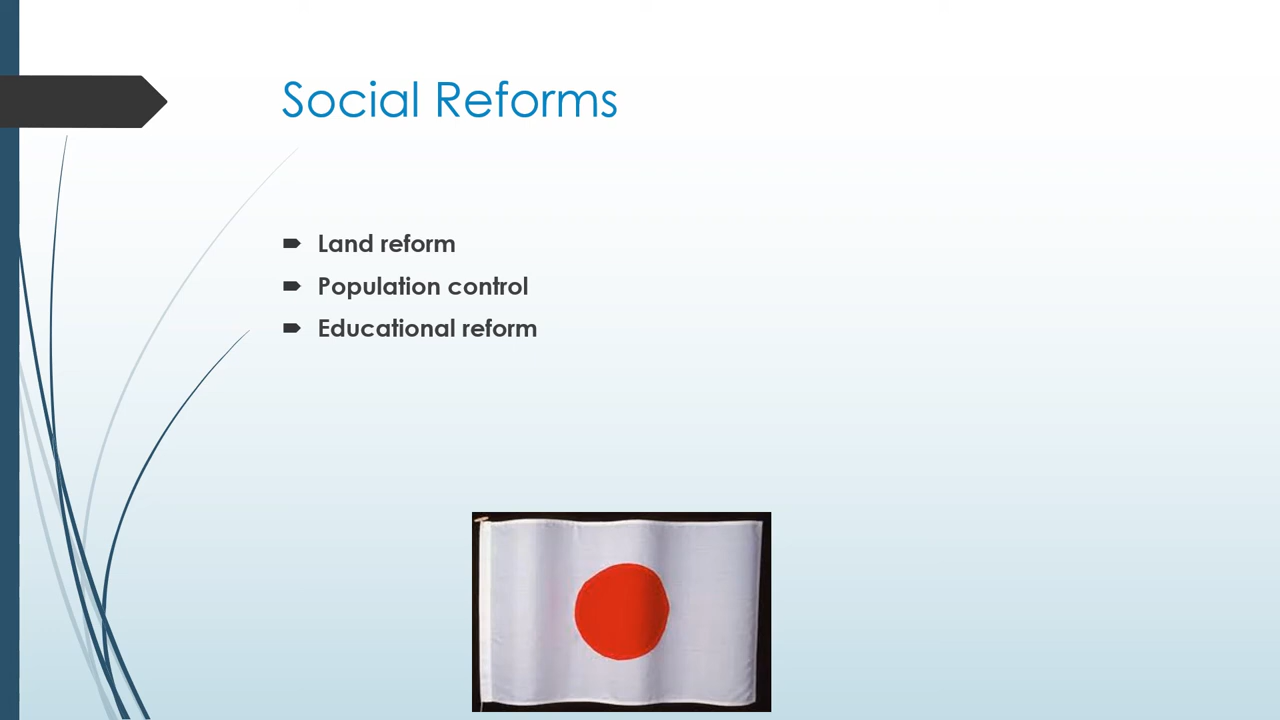 Social Reforms
Land reform
Population control
Educational reform